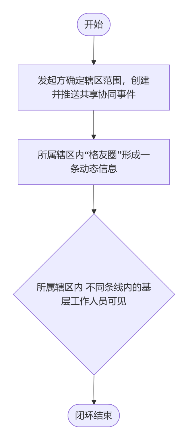 开始
发起方确定辖区范围，创建
并推送共享协同事件
所属辖区内“格友圈”形成一
条动态信息
所属辖区内 不同条线内的基
层工作人员可见
闭环结束